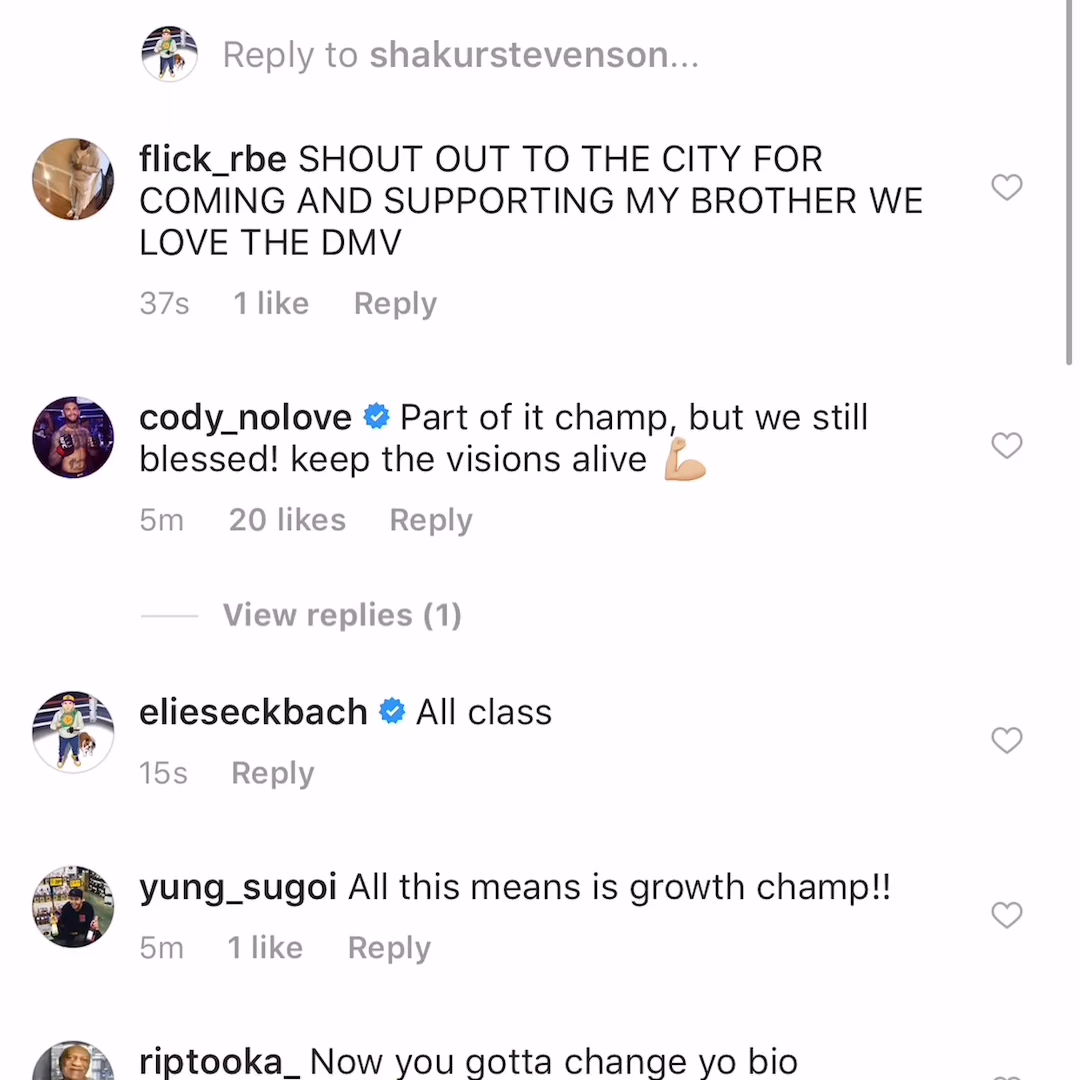 Reply to shakurstevenson...
flick_rbe SHOUT OUT TO THE CITY FOR
COMING AND SUPPORTING MY BROTHER WE
LOVE THE DMV
37s 1 like Reply
cody_nolove Part of it champ, but we still
blessed! keep the visions alive 💪🏼
5m 20 likes Reply
View replies (1)
elieseckbach All class
15s Reply
yung_sugoi All this means is growth champ!!
5m 1 like Reply
riptooka_ Now you gotta change yo bio